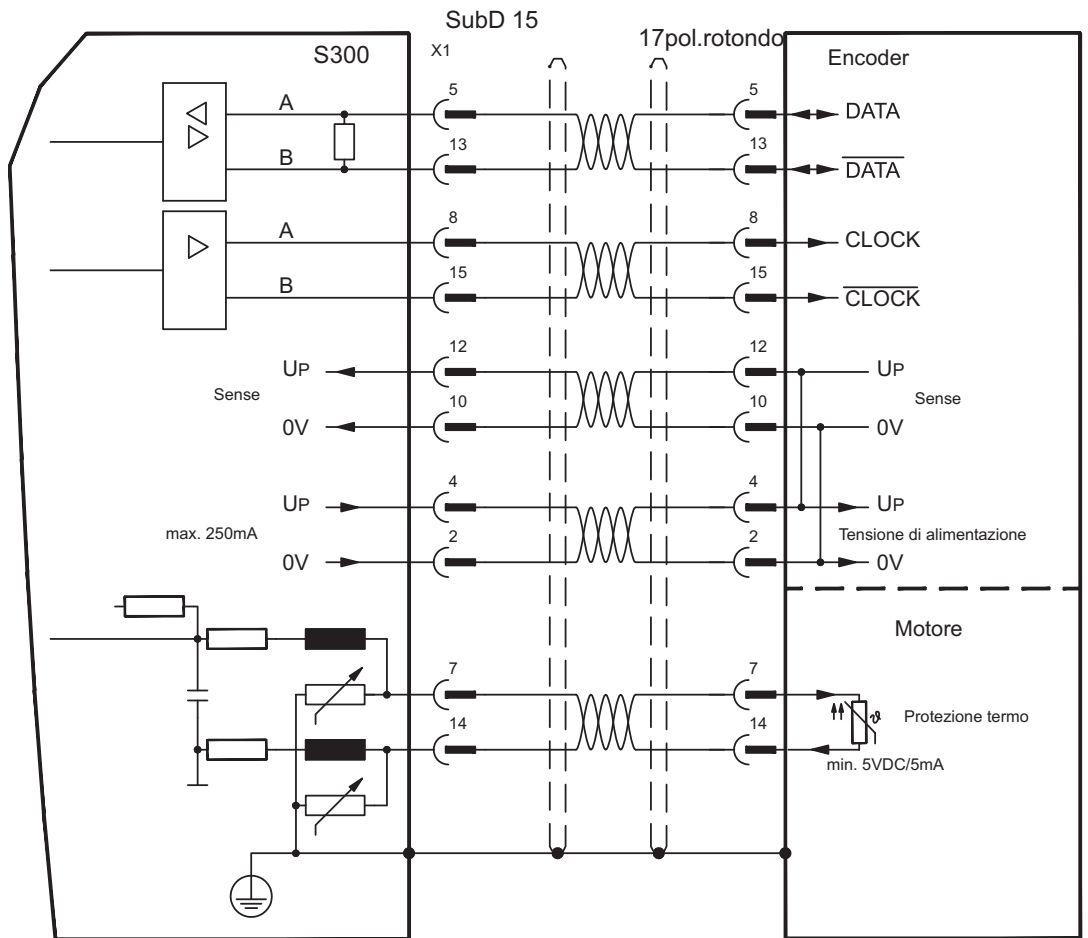 SubD 15
S300
X1
17pol.rotondo
Encoder
A
5
5
DATA
B
13
13
DATA
A
8
8
CLOCK
B
15
15
CLOCK
UP
12
12
UP
Sense
Sense
0V
10
10
0V
UP
4
4
UP
max. 250mA
Tensione di alimentazione
0V
2
2
0V
Motore
7
7
Protezione termo
ϑ
14
14
min. 5VDC/5mA